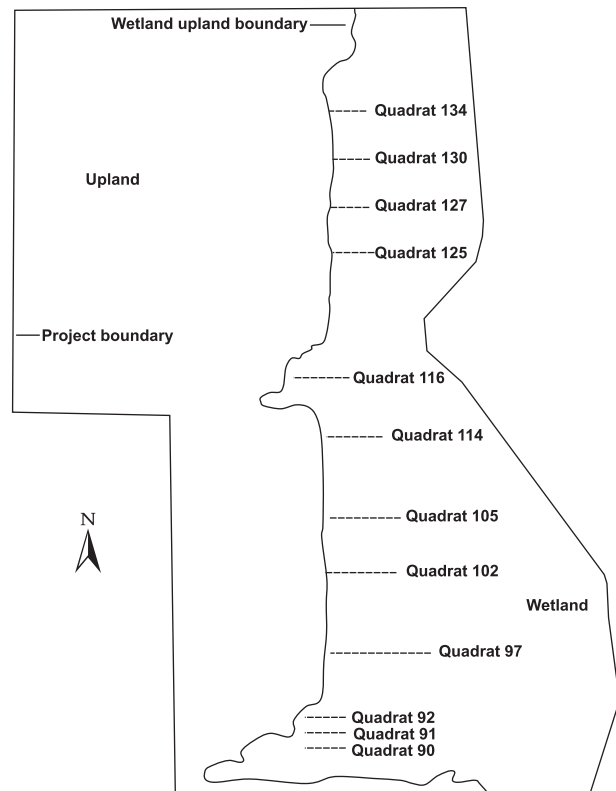 Wetland upland boundary
Quadrat 134
Quadrat 130
Upland
Quadrat 127
Quadrat 125
Project boundary
Quadrat 116
Quadrat 114
N
Quadrat 105
Quadrat 102
Wetland
Quadrat 97
Quadrat 92
Quadrat 91
Quadrat 90